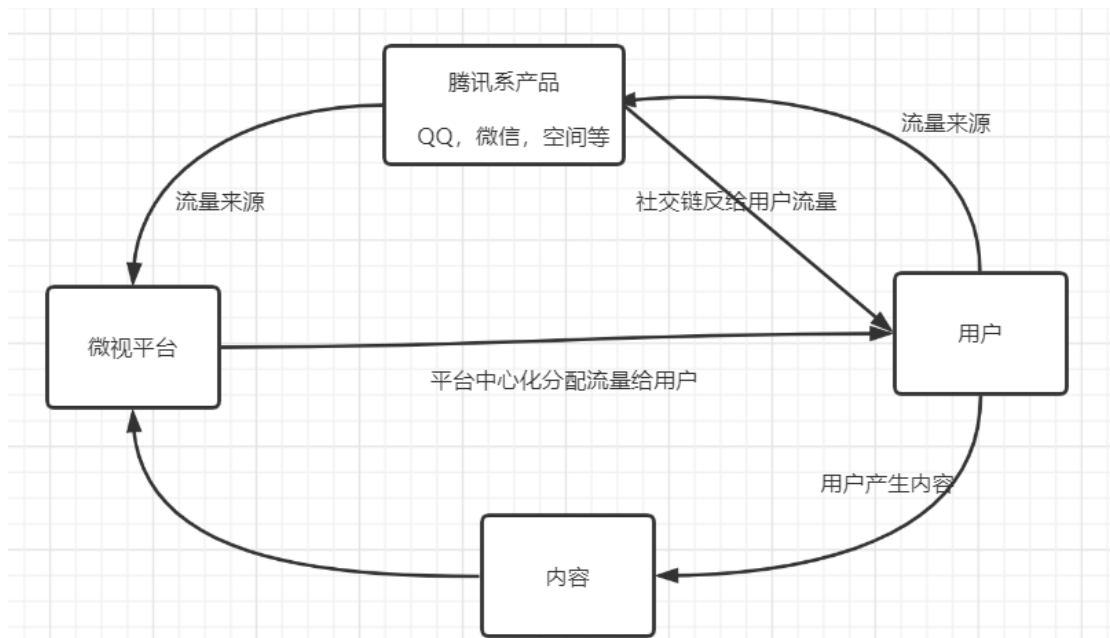 腾讯系产品
QQ，微信，空间等
流量来源
流量来源
社交链反给用户流量
微视平台
用户
平台中心化分配流量给用户
用户产生内容
内容